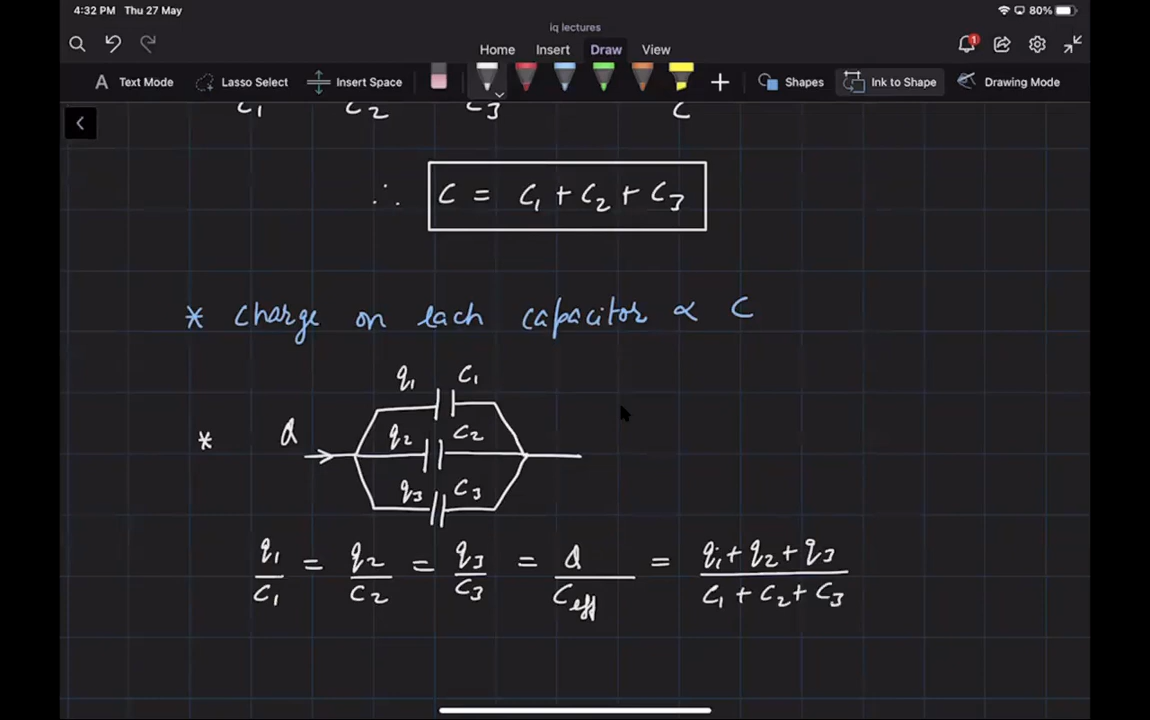 4:32 PM Thu 27 May
80%
iq lectures
Home Insert Draw View
1
Text Mode Lasso Select Insert Space Shapes Ink to Shape Drawing Mode
C₁ C₂ C₃ C
∴ C = C₁ + C₂ + C₃
* Charge on each capacitor ∝ C
q₁ C₁
* Q q₂ C₂
q₃ C₃
q₁/C₁ = q₂/C₂ = q₃/C₃ = Q/Ceff = q₁+q₂+q₃/C₁+C₂+C₃